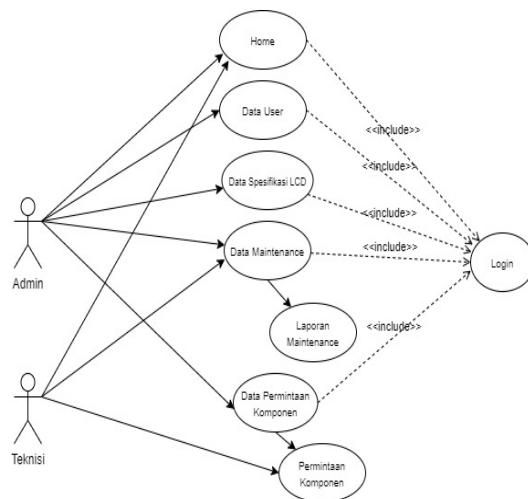 Home
Data User
<<include>>
<<include>>
Data Spesifikasi LCD
<<include>>
Admin
Data Maintenance
<<include>>
Login
Laporan
Maintenance
<<include>>
Data Permintaan
Komponen
Teknisi
Permintaan
Komponen